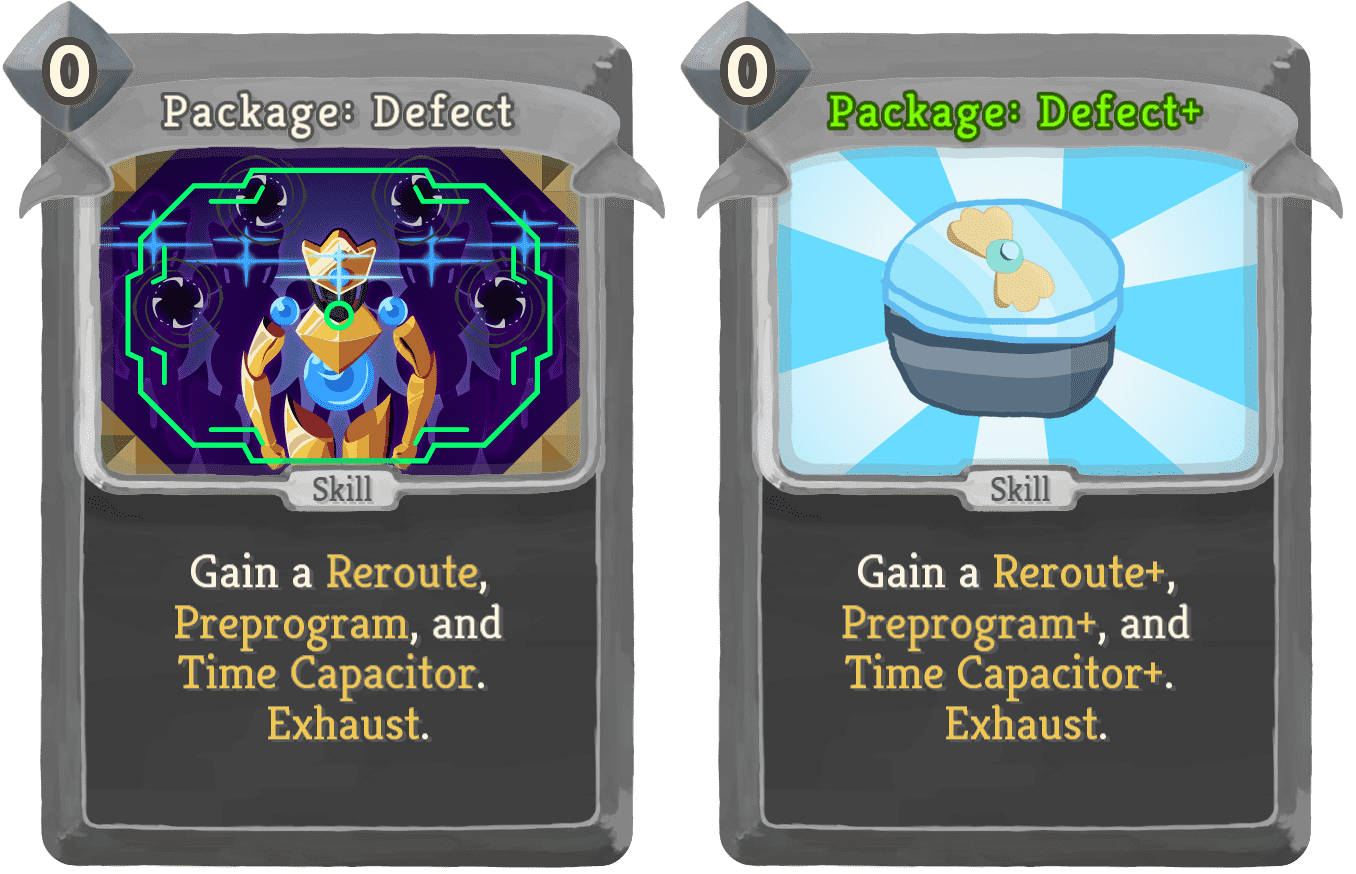 0
Package: Defect
Skill
Gain a Reroute,
Preprogram, and
Time Capacitor.
Exhaust.
0
Package: Defect+
Skill
Gain a Reroute+,
Preprogram+, and
Time Capacitor+.
Exhaust.